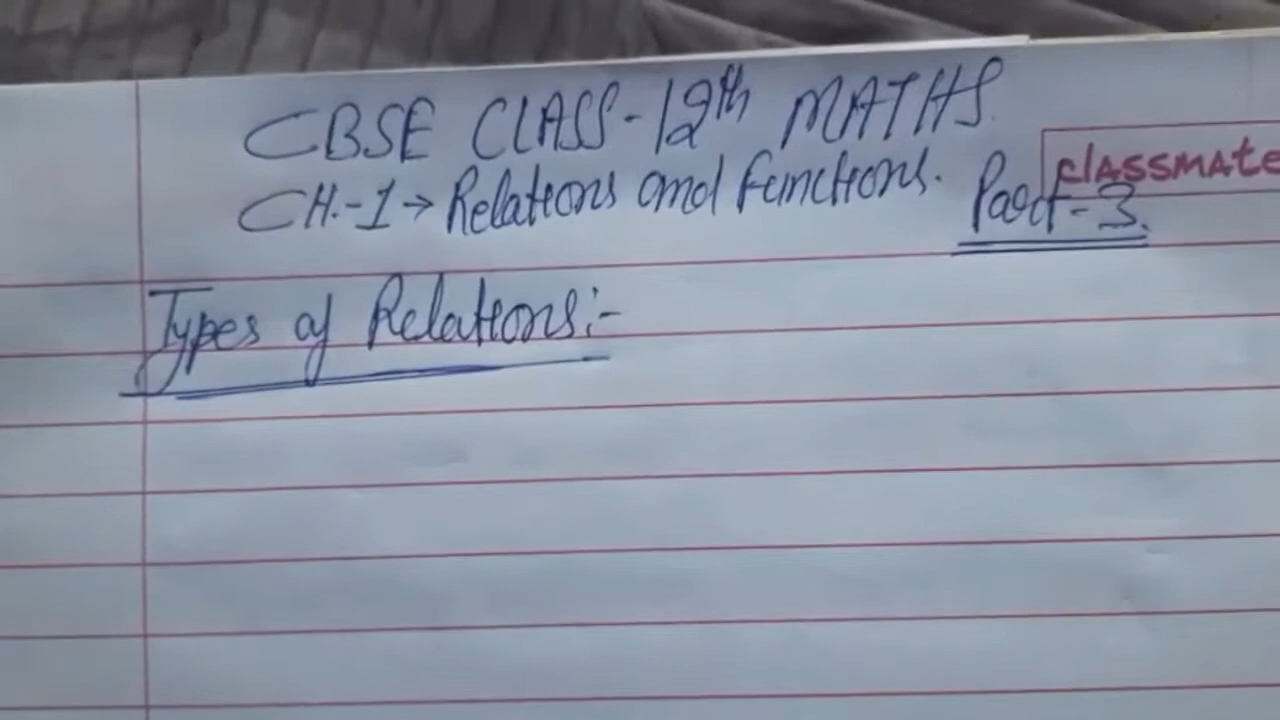 CBSE CLASS-12th MATHS.
CH.-1→ Relations and Functions. Part-3.
classmate
Types of Relations:-